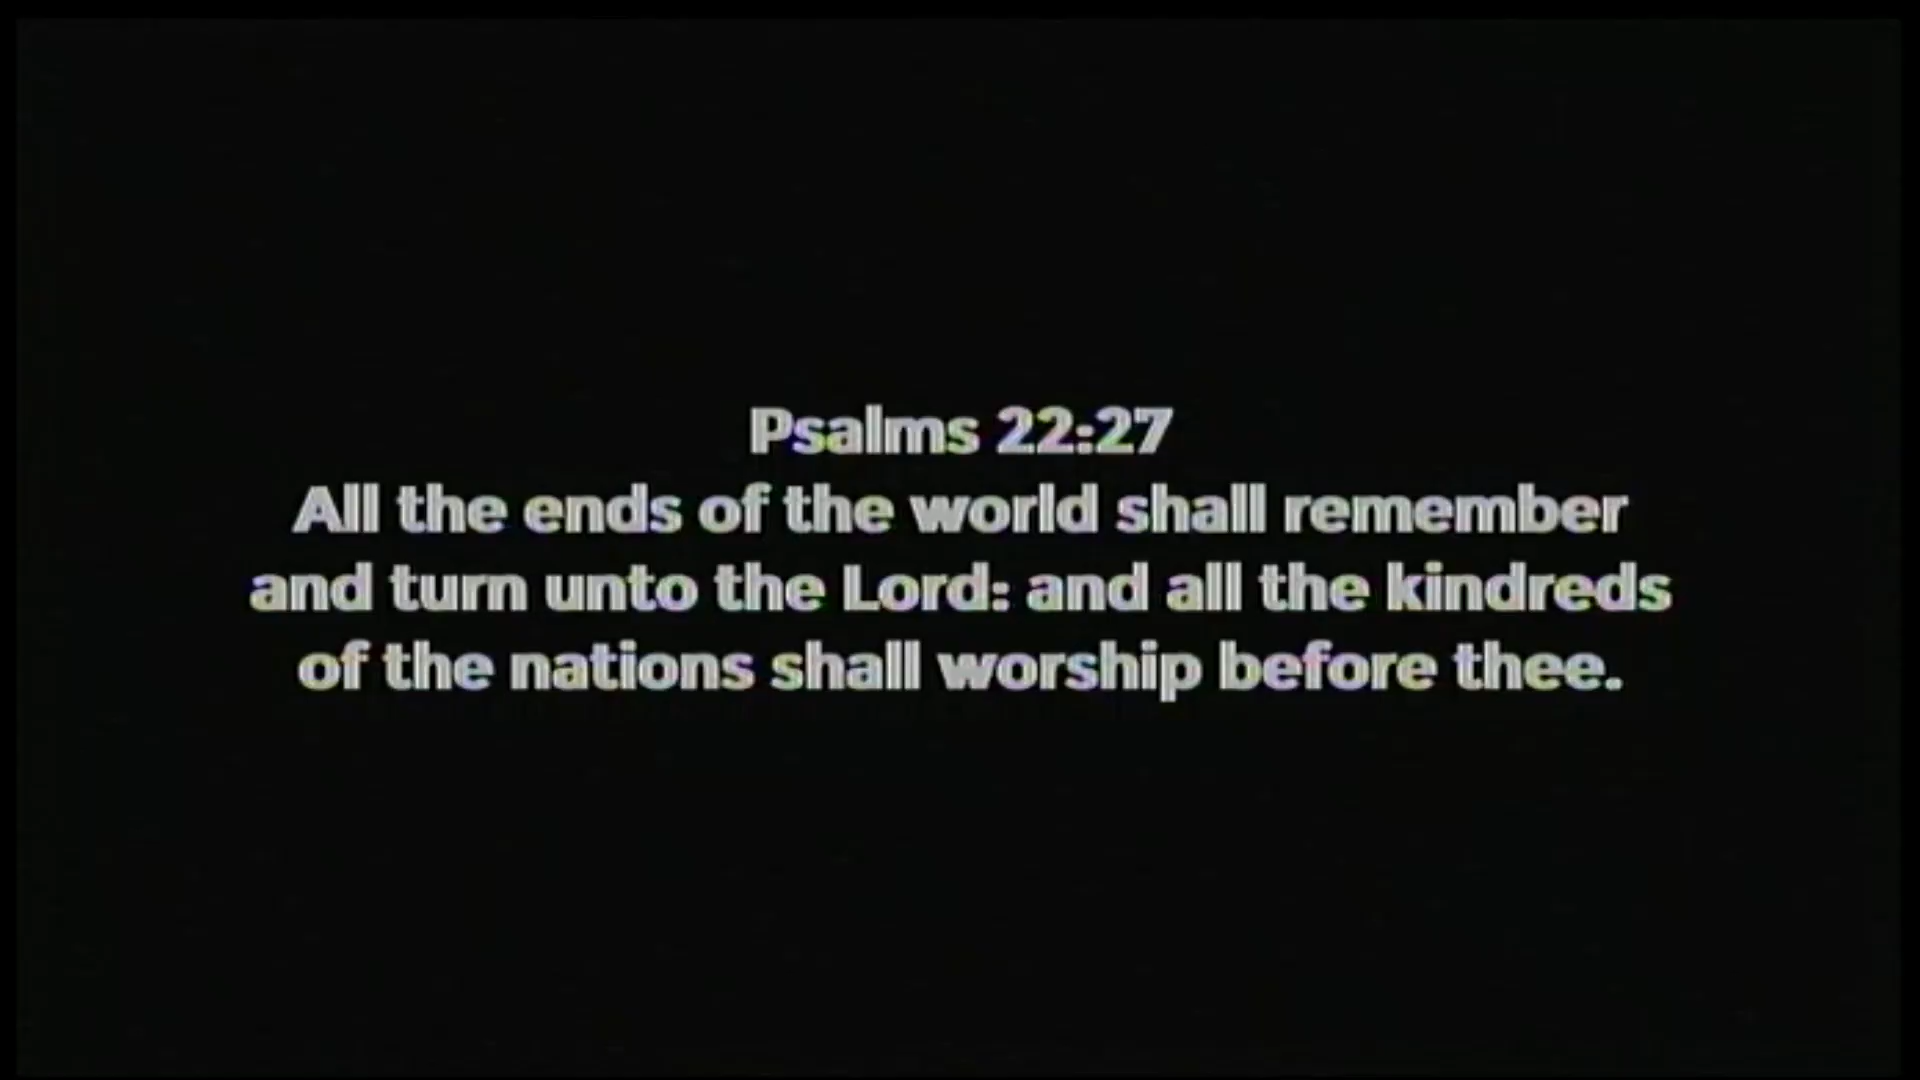 Psalms 22:27
All the ends of the world shall remember
and turn unto the Lord: and all the kindreds
of the nations shall worship before thee.